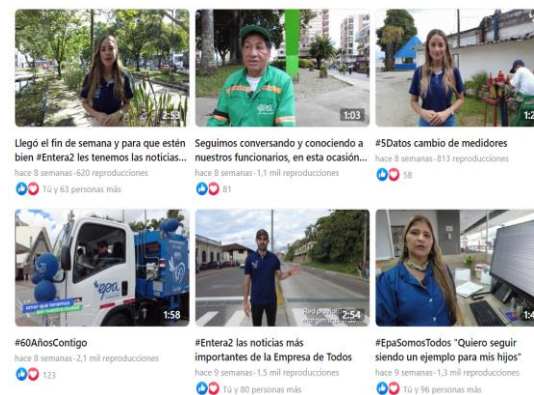 2:53
Llegó el fin de semana y para que estén
bien #Entera2 les tenemos las noticias...
hace 8 semanas·620 reproducciones
Tú y 63 personas más
epa
1:03
Seguimos conversando y conociendo a
nuestros funcionarios, en esta ocasión...
hace 8 semanas·1,1 mil reproducciones
81
#5Datos cambio de medidores
hace 8 semanas·813 reproducciones
58
epa
1:58
#60AñosContigo
hace 8 semanas·2,1 mil reproducciones
123
2:54
#Entera2 las noticias más
importantes de la Empresa de Todos
hace 9 semanas·1,5 mil reproducciones
Tú y 80 personas más
#EpaSomosTodos "Quiero seguir
siendo un ejemplo para mis hijos"
hace 9 semanas·1,3 mil reproducciones
Tú y 96 personas más